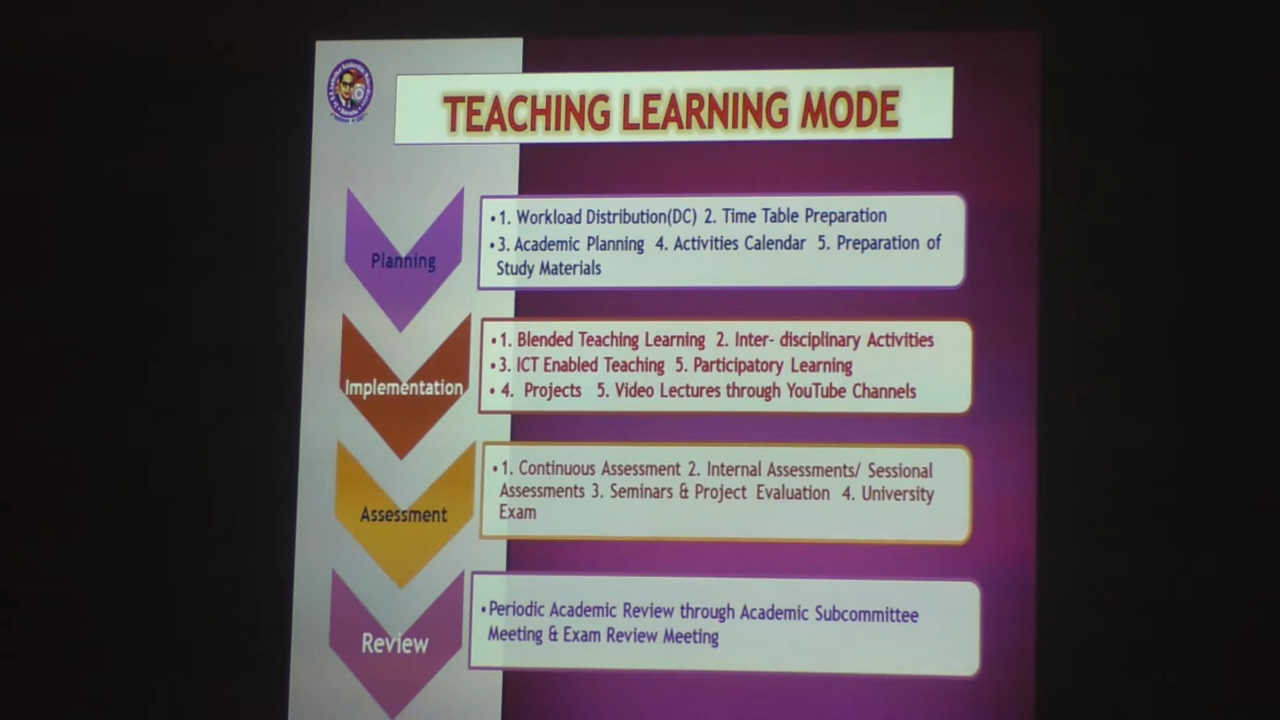 TEACHING LEARNING MODE
Planning
• 1. Workload Distribution(DC) 2. Time Table Preparation
• 3. Academic Planning 4. Activities Calendar 5. Preparation of
Study Materials
Implementation
• 1. Blended Teaching Learning 2. Inter- disciplinary Activities
• 3. ICT Enabled Teaching 5. Participatory Learning
• 4. Projects 5. Video Lectures through YouTube Channels
Assessment
• 1. Continuous Assessment 2. Internal Assessments/ Sessional
Assessments 3. Seminars & Project Evaluation 4. University
Exam
Review
• Periodic Academic Review through Academic Subcommittee
Meeting & Exam Review Meeting